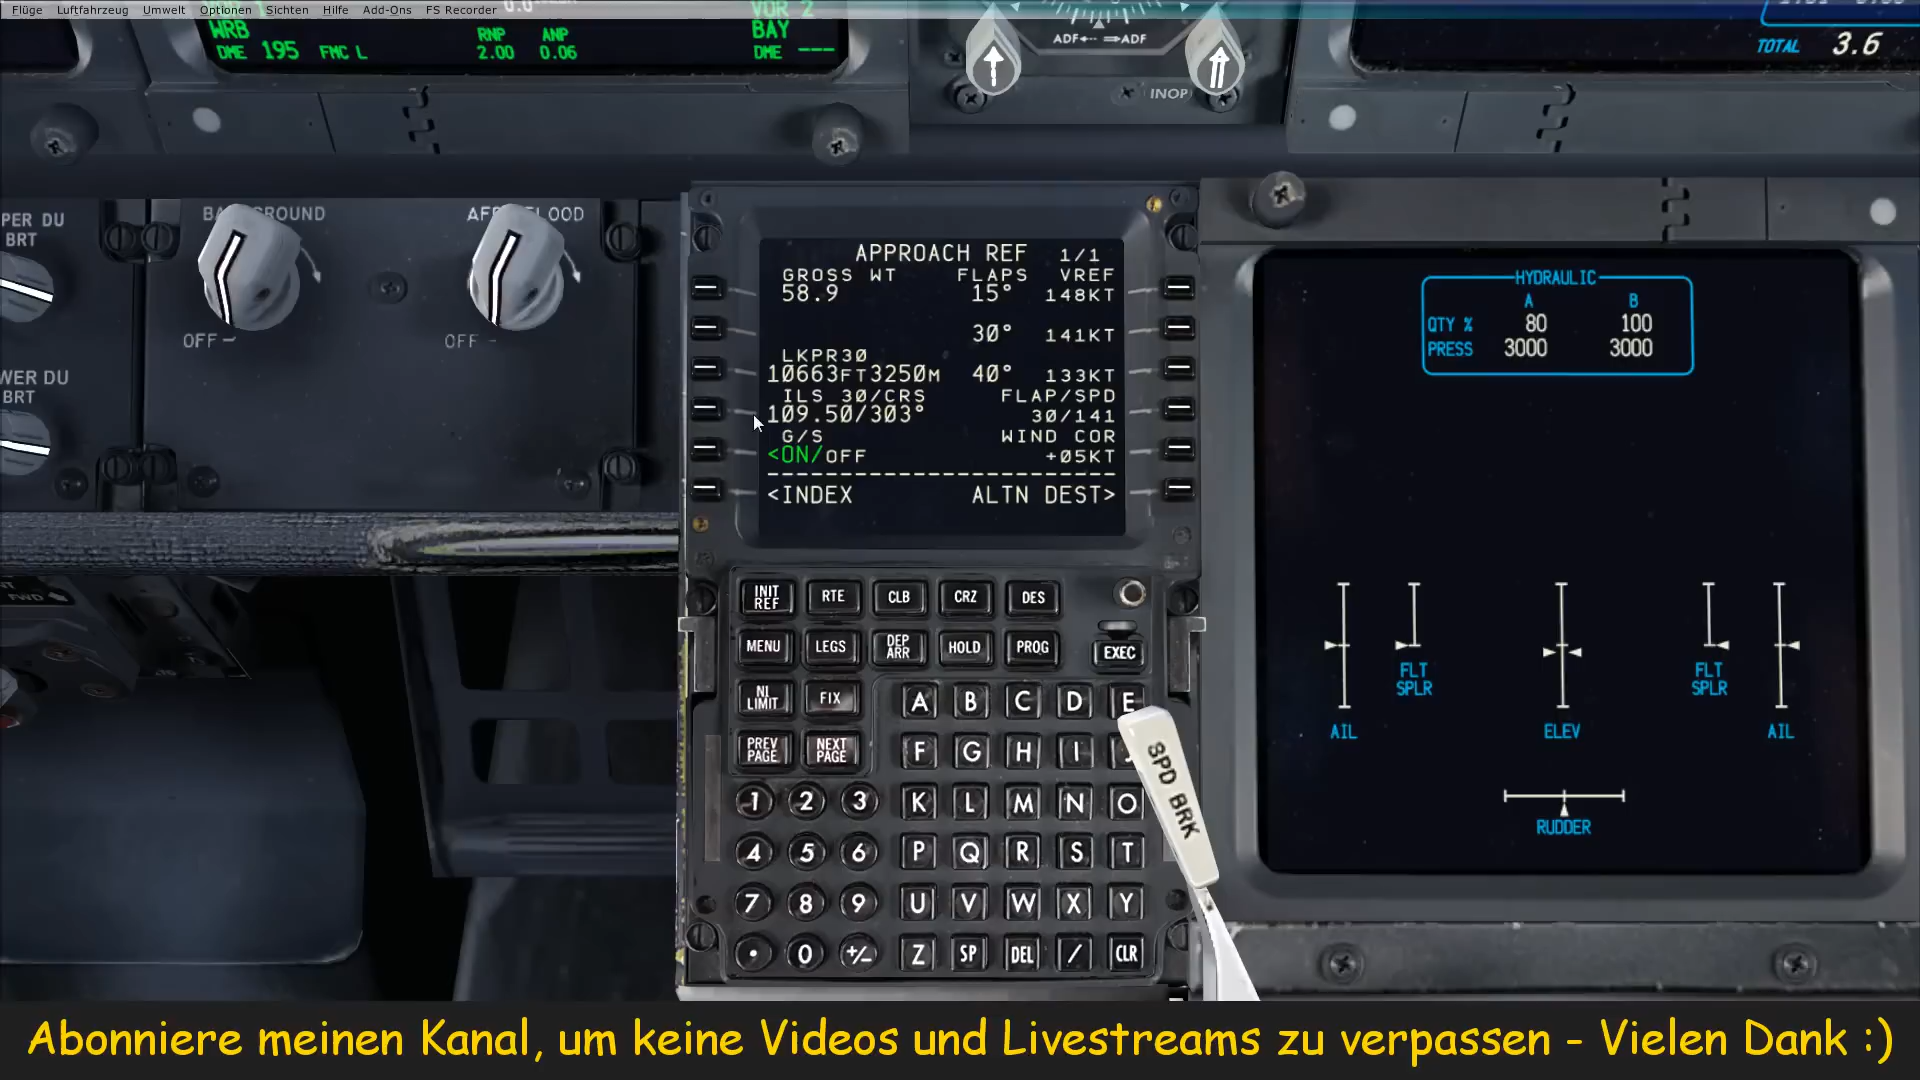 Flüge Luftfahrzeug Umwelt Optionen Sichten Hilfe Add-Ons FS Recorder
WRB
DME 195 FMC L
RNP ANP
2.00 0.06
VOR 2
BAY
DME ---
ADF ADF
INOP
TOTAL 3.6
PER DU
BRT
AFDS FLOOD
OFF
OFF
WER DU
BRT
FWD
APPROACH REF 1/1
GROSS WT FLAPS VREF
58.9 15° 148KT
30° 141KT
LKPR30
10663FT3250M 40° 133KT
ILS 30/CRS FLAP/SPD
109.50/303° 30/141
G/S WIND COR
<ON/OFF +05KT
--------------------------------
<INDEX ALTN DEST>
HYDRAULIC
A B
QTY % 80 100
PRESS 3000 3000
FLT
SPLR
FLT
SPLR
AIL ELEV AIL
RUDDER
INIT
REF
RTE CLB CRZ DES
MENU LEGS
DEP
ARR
HOLD PROG EXEC
N1
LIMIT
FIX
PREV
PAGE
NEXT
PAGE
A B C D E
F G H I J
1 2 3 K L M N O
4 5 6 P Q R S T
7 8 9 U V W X Y
. 0 +/- Z SP DEL / CLR
SPD BRK
Abonniere meinen Kanal, um keine Videos und Livestreams zu verpassen - Vielen Dank :)